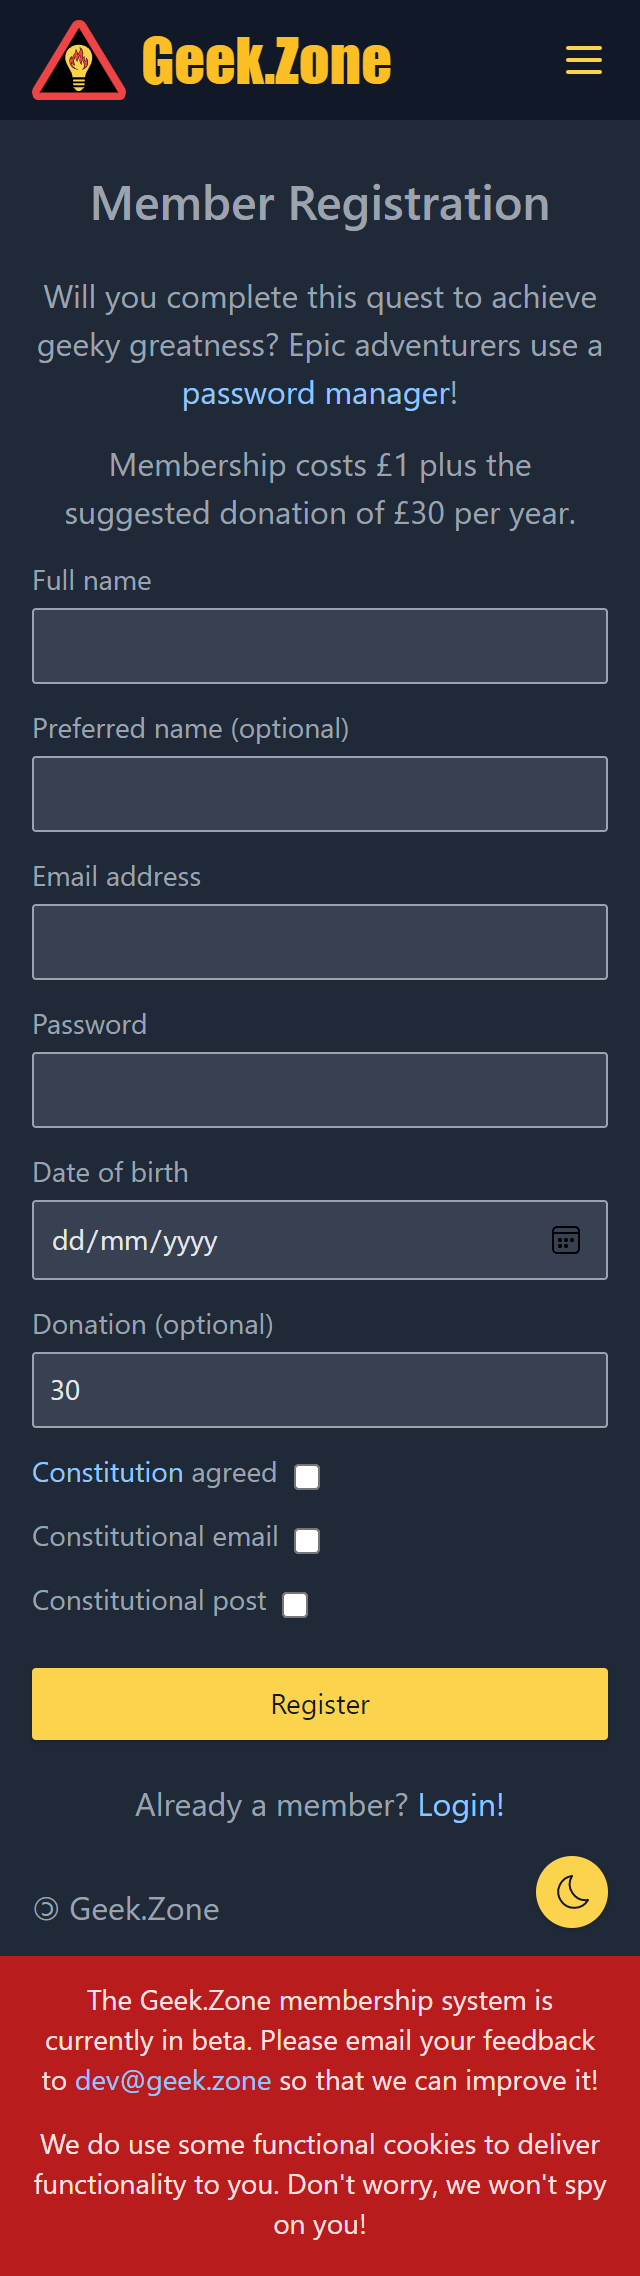 Geek.Zone
Member Registration
Will you complete this quest to achieve
geeky greatness? Epic adventurers use a
password manager!
Membership costs £1 plus the
suggested donation of £30 per year.
Full name
Preferred name (optional)
Email address
Password
Date of birth
dd/mm/yyyy
Donation (optional)
30
Constitution agreed
Constitutional email
Constitutional post
Register
Already a member? Login!
🄯 Geek.Zone
The Geek.Zone membership system is
currently in beta. Please email your feedback
to dev@geek.zone so that we can improve it!
We do use some functional cookies to deliver
functionality to you. Don't worry, we won't spy
on you!